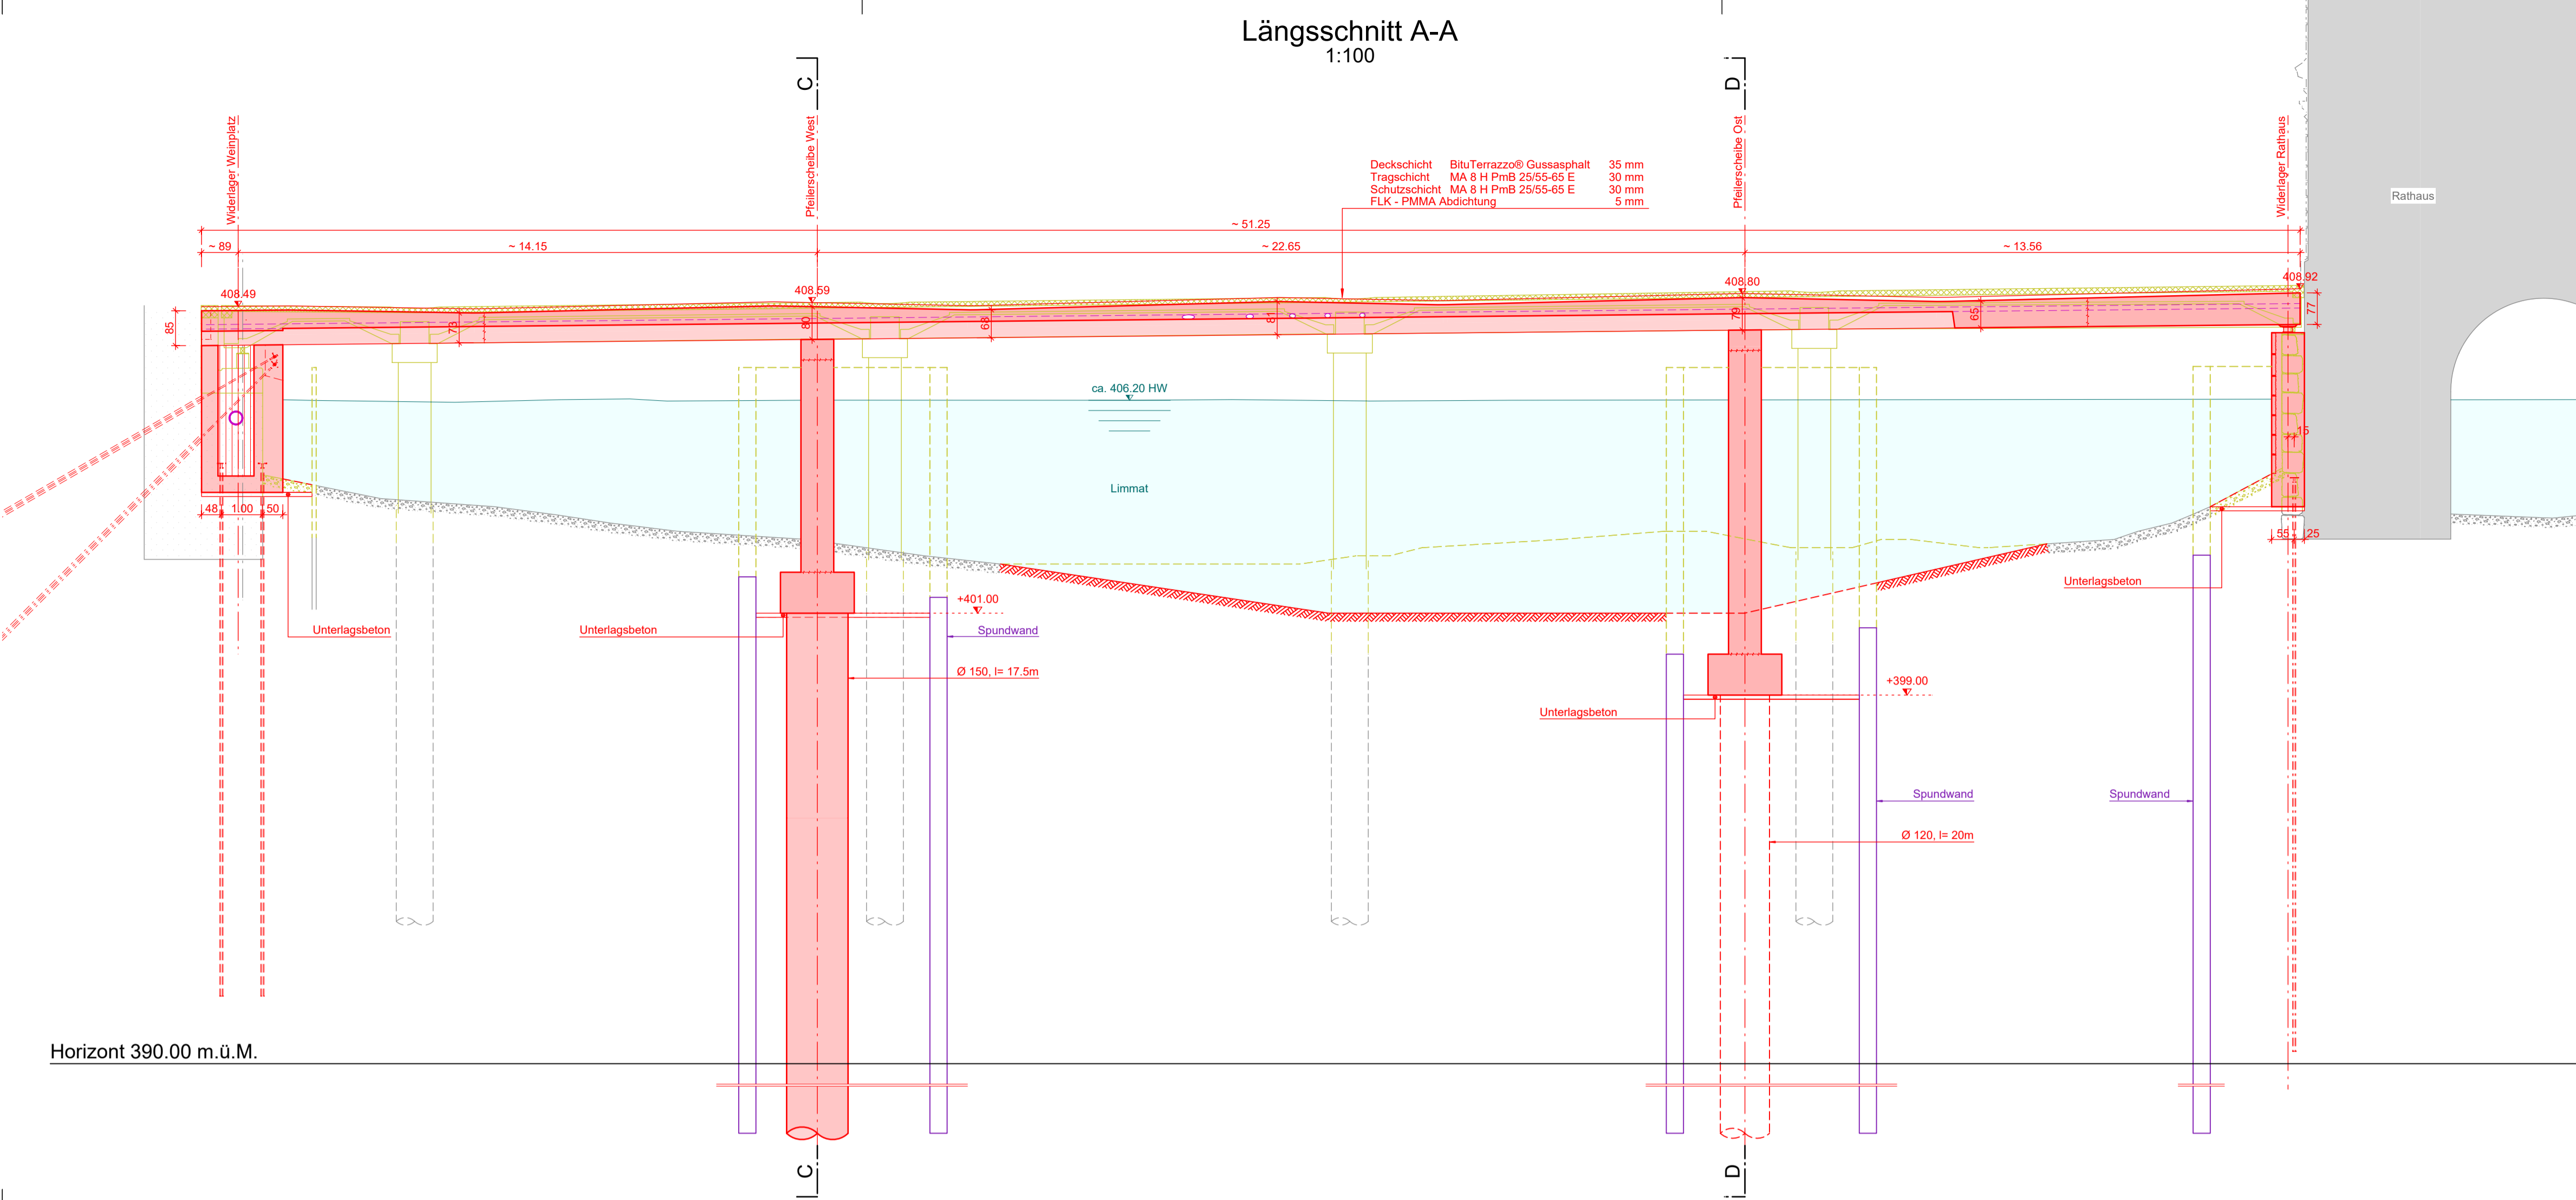 Längsschnitt A-A
1:100
C
D
Widerlager Weinplatz
Pfeilerscheibe West
Pfeilerscheibe Ost
Widerlager Rathaus
Deckschicht BituTerrazzo® Gussasphalt 35 mm
Tragschicht MA 8 H PmB 25/55-65 E 30 mm
Schutzschicht MA 8 H PmB 25/55-65 E 30 mm
FLK - PMMA Abdichtung 5 mm
Rathaus
~ 51.25
~ 89
~ 14.15
~ 22.65
~ 13.56
408.49
408.59
408.80
408.92
85
73
80
68
81
79
65
77
ca. 406.20 HW
Limmat
15
48
1.00
50
55
25
+401.00
Unterlagsbeton
Unterlagsbeton
Spundwand
Unterlagsbeton
Ø 150, l= 17.5m
+399.00
Unterlagsbeton
Spundwand
Spundwand
Ø 120, l= 20m
Horizont 390.00 m.ü.M.
C
D